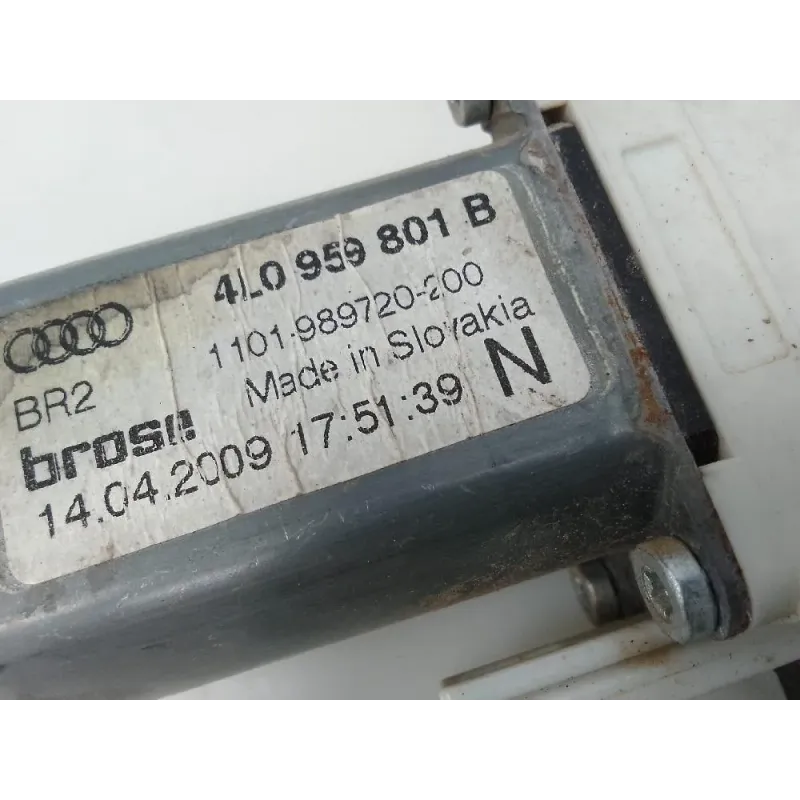 4L0 959 801 B
1101-989720-200
Made in Slovakia
N
BR2
brose
14.04.2009 17:51:39